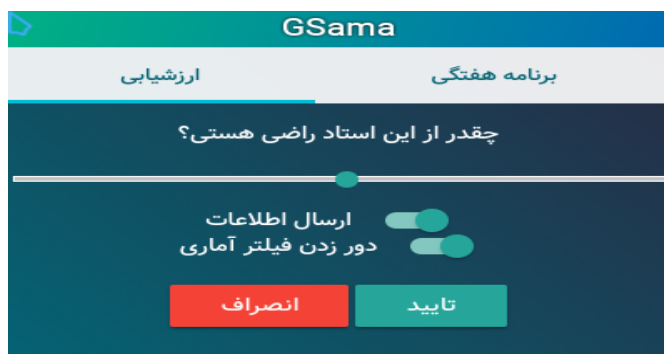 GSama
برنامه هفتگی
ارزشیابی
چقدر از این استاد راضی هستی؟
ارسال اطلاعات
دور زدن فیلتر آماری
تایید
انصراف